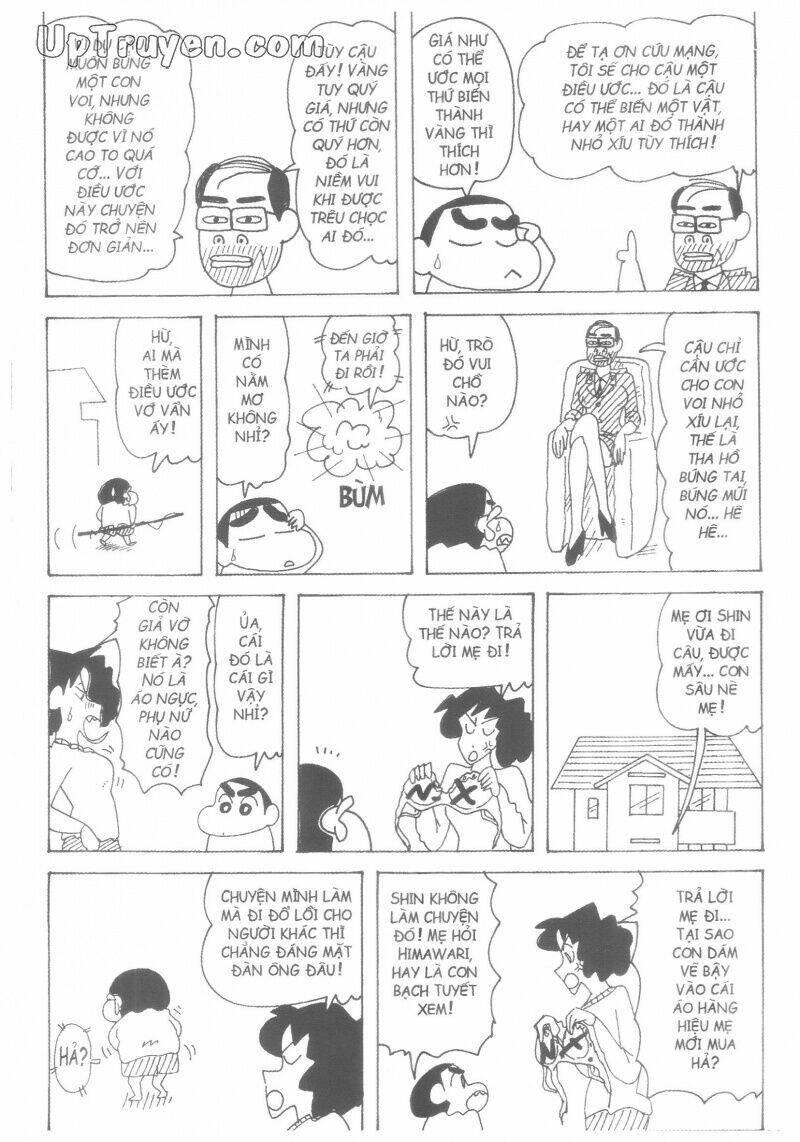 UpTruyen.com
ĐỂ TẠ ƠN CỨU MẠNG,
TÔI SẼ CHO CẬU MỘT
ĐIỀU ƯỚC... ĐÓ LÀ CẬU
CÓ THỂ BIẾN MỘT VẬT,
HAY MỘT AI ĐÓ THÀNH
NHỎ XÍU TÙY THÍCH!
GIÁ NHƯ
CÓ THỂ
ƯỚC MỌI
THỨ BIẾN
THÀNH
VÀNG THÌ
THÍCH
HƠN!
TÙY CẬU
ĐẤY! VÀNG
TUY QUÝ
GIÁ, NHƯNG
CÓ THỨ CÒN
QUÝ HƠN,
ĐÓ LÀ
NIỀM VUI
KHI ĐƯỢC
TRÊU CHỌC
AI ĐÓ...
MUỐN BÚNG
MỘT CON
VOI, NHƯNG
KHÔNG
ĐƯỢC VÌ NÓ
CAO TO QUÁ
CỠ... VỚI
ĐIỀU ƯỚC
NÀY CHUYỆN
ĐÓ TRỞ NÊN
ĐƠN GIẢN...
CẬU CHỈ
CẦN ƯỚC
CHO CON
VOI NHỎ
XÍU LẠI,
THẾ LÀ
THA HỒ
BÚNG TAI,
BÚNG MŨI
NÓ... HÊ
HÊ...
HỪ, TRÒ
ĐÓ VUI
CHỖ
NÀO?
ĐẾN GIỜ
TA PHẢI
ĐI RỒI!
BÙM
MÌNH
CÓ
NẰM
MƠ
KHÔNG
NHỈ?
HỪ,
AI MÀ
THÈM
ĐIỀU ƯỚC
VỚ VẨN
ẤY!
MẸ ƠI SHIN
VỪA ĐI
CÂU, ĐƯỢC
MẤY... CON
SÂU NÈ
MẸ!
THẾ NÀY LÀ
THẾ NÀO? TRẢ
LỜI MẸ ĐI!
ỦA,
CÁI
ĐÓ LÀ
CÁI GÌ
VẬY
NHỈ?
CÒN
GIẢ VỜ
KHÔNG
BIẾT À?
NÓ LÀ
ÁO NGỰC,
PHỤ NỮ
NÀO
CŨNG
CÓ!
TRẢ LỜI
MẸ ĐI...
TẠI SAO
CON DÁM
VẼ BẬY
VÀO CÁI
ÁO HÀNG
HIỆU MẸ
MỚI MUA
HẢ?
SHIN KHÔNG
LÀM CHUYỆN
ĐÓ! MẸ HỎI
HIMAWARI,
HAY LÀ CON
BẠCH TUYẾT
XEM!
CHUYỆN MÌNH LÀM
MÀ ĐI ĐỔ LỖI CHO
NGƯỜI KHÁC THÌ
CHẲNG ĐÁNG MẶT
ĐÀN ÔNG ĐÂU!
HẢ?